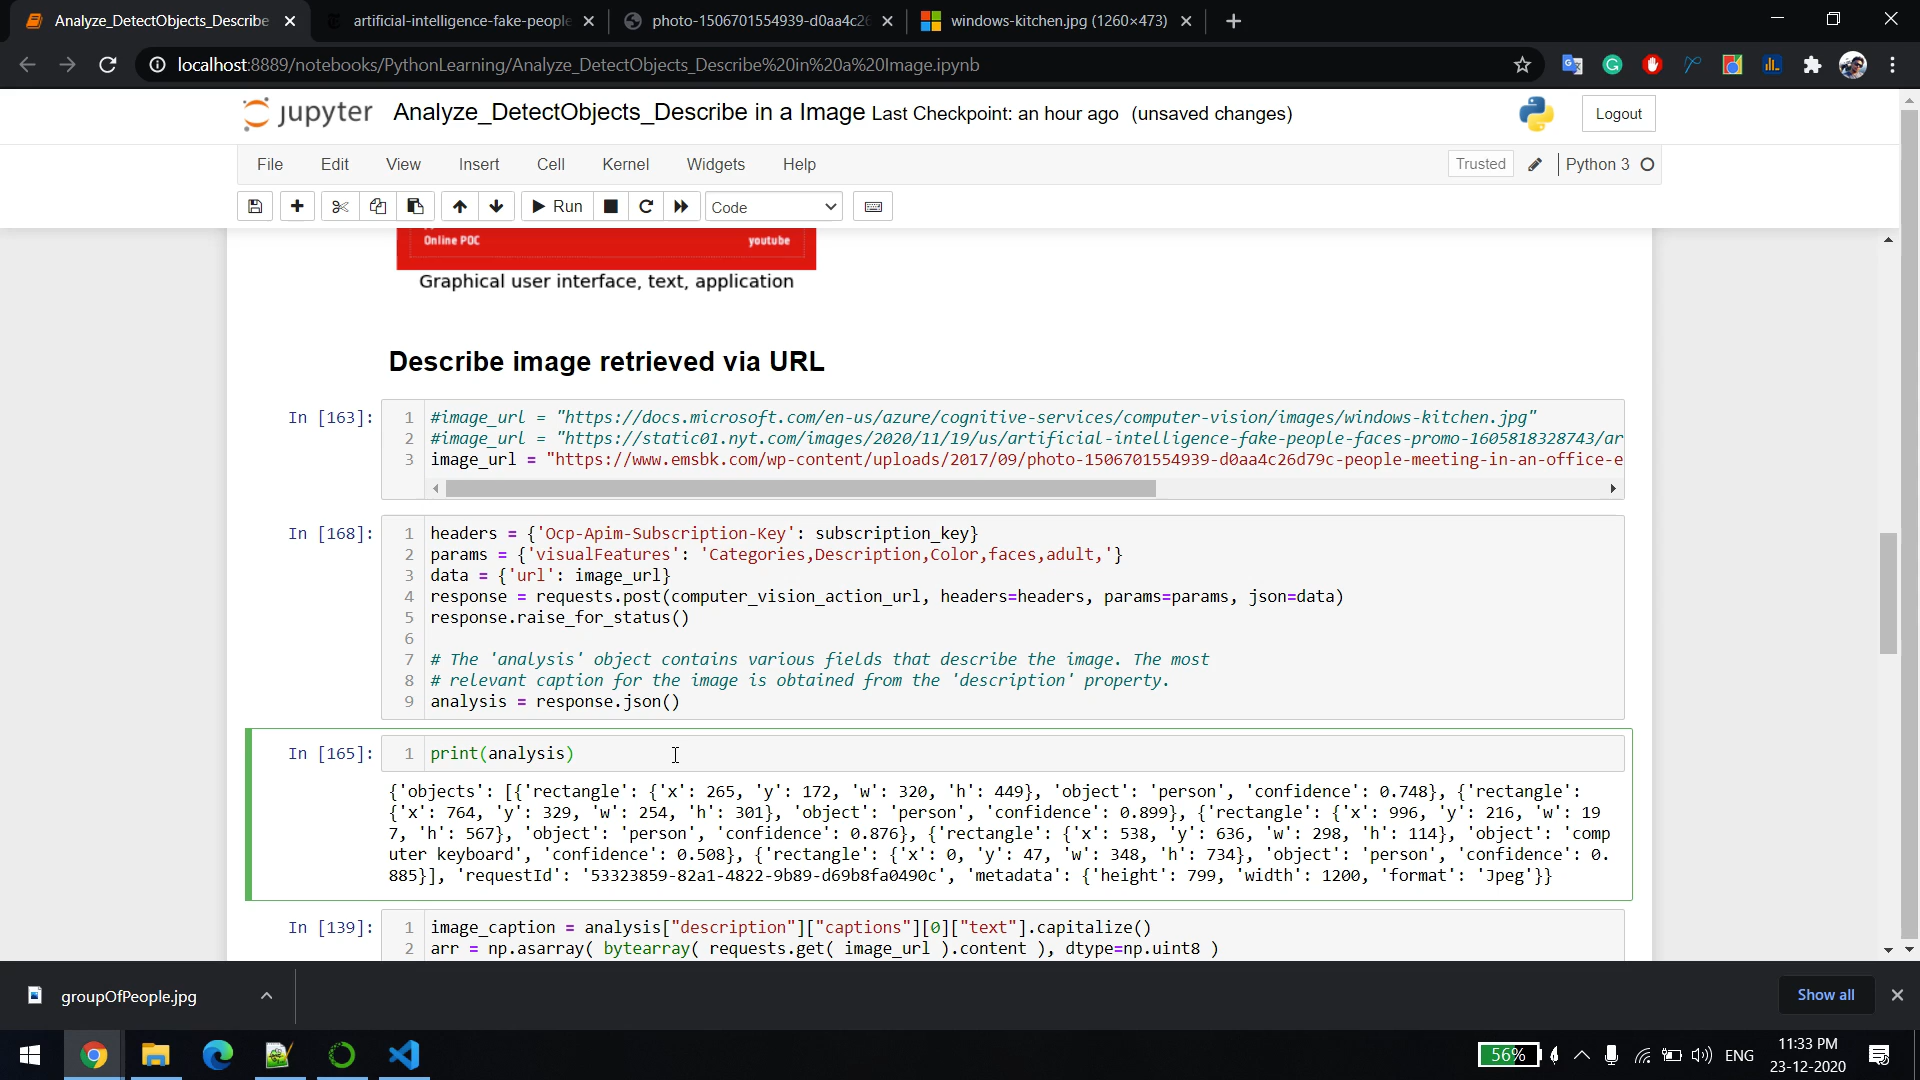 Analyze_DetectObjects_Describe
artificial-intelligence-fake-people
photo-1506701554939-d0aa4c26
windows-kitchen.jpg (1260×473)
localhost:8889/notebooks/PythonLearning/Analyze_DetectObjects_Describe%20in%20a%20Image.ipynb
jupyter Analyze_DetectObjects_Describe in a Image Last Checkpoint: an hour ago (unsaved changes)
Logout
File Edit View Insert Cell Kernel Widgets Help
Trusted Python 3
Run Code
Online POC youtube
Graphical user interface, text, application
Describe image retrieved via URL
In [163]:
1 #image_url = "https://docs.microsoft.com/en-us/azure/cognitive-services/computer-vision/images/windows-kitchen.jpg"
2 #image_url = "https://static01.nyt.com/images/2020/11/19/us/artificial-intelligence-fake-people-faces-promo-1605818328743/ar
3 image_url = "https://www.emsbk.com/wp-content/uploads/2017/09/photo-1506701554939-d0aa4c26d79c-people-meeting-in-an-office-e
In [168]:
1 headers = {'Ocp-Apim-Subscription-Key': subscription_key}
2 params = {'visualFeatures': 'Categories,Description,Color,faces,adult,'}
3 data = {'url': image_url}
4 response = requests.post(computer_vision_action_url, headers=headers, params=params, json=data)
5 response.raise_for_status()
6
7 # The 'analysis' object contains various fields that describe the image. The most
8 # relevant caption for the image is obtained from the 'description' property.
9 analysis = response.json()
In [165]:
1 print(analysis)
{'objects': [{'rectangle': {'x': 265, 'y': 172, 'w': 320, 'h': 449}, 'object': 'person', 'confidence': 0.748}, {'rectangle':
{'x': 764, 'y': 329, 'w': 254, 'h': 301}, 'object': 'person', 'confidence': 0.899}, {'rectangle': {'x': 996, 'y': 216, 'w': 19
7, 'h': 567}, 'object': 'person', 'confidence': 0.876}, {'rectangle': {'x': 538, 'y': 636, 'w': 298, 'h': 114}, 'object': 'comp
uter keyboard', 'confidence': 0.508}, {'rectangle': {'x': 0, 'y': 47, 'w': 348, 'h': 734}, 'object': 'person', 'confidence': 0.
885}], 'requestId': '53323859-82a1-4822-9b89-d69b8fa0490c', 'metadata': {'height': 799, 'width': 1200, 'format': 'Jpeg'}}
In [139]:
1 image_caption = analysis["description"]["captions"][0]["text"].capitalize()
2 arr = np.asarray( bytearray( requests.get( image_url ).content ), dtype=np.uint8 )
groupOfPeople.jpg
Show all
56%
ENG
11:33 PM
23-12-2020